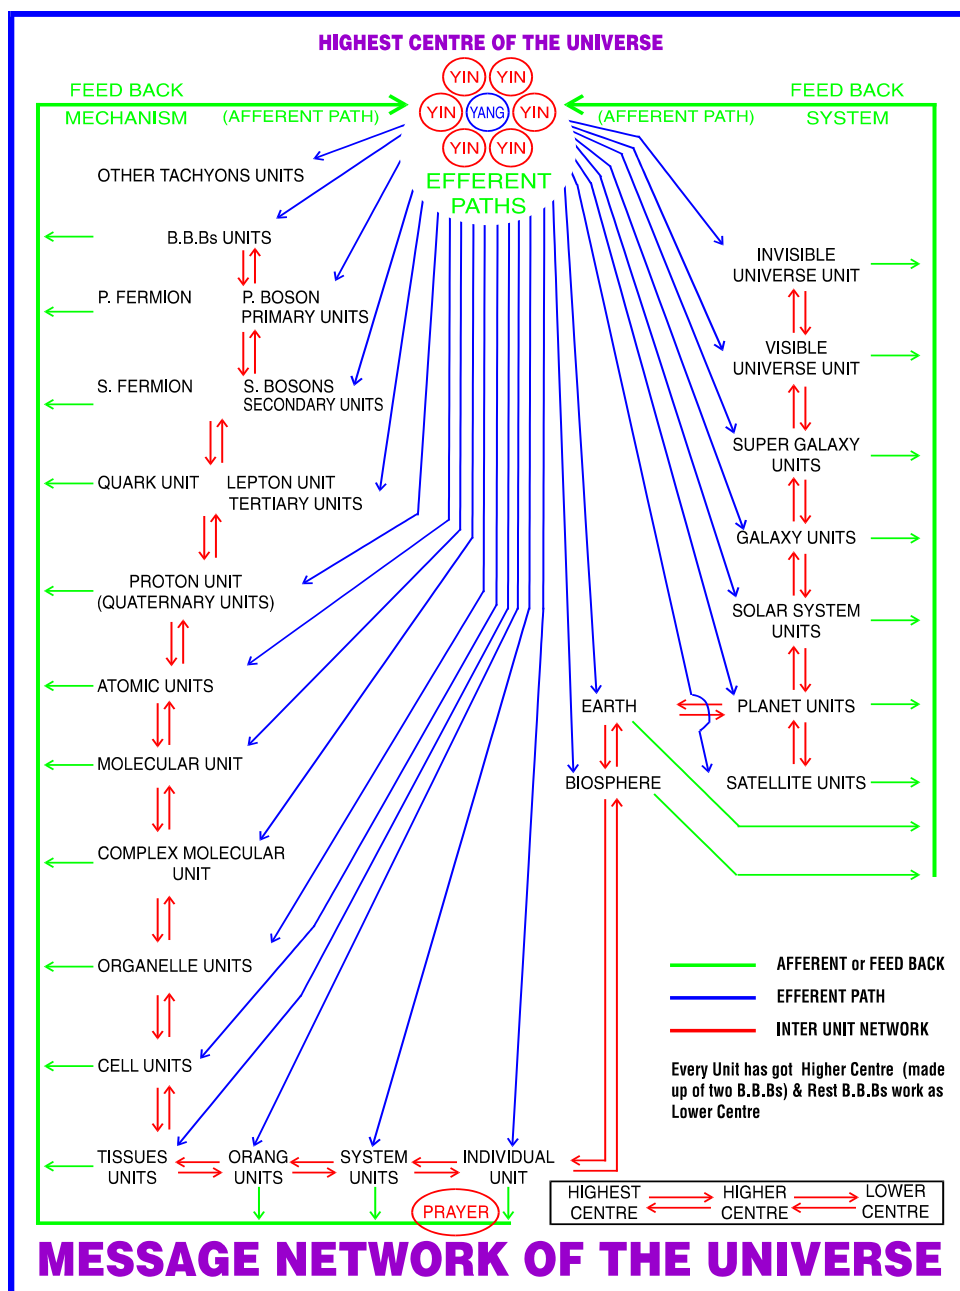 HIGHEST CENTRE OF THE UNIVERSE
YIN YIN
YIN YANG YIN
YIN YIN
FEED BACK
MECHANISM (AFFERENT PATH)
FEED BACK
(AFFERENT PATH) SYSTEM
EFFERENT
PATHS
OTHER TACHYONS UNITS
B.B.Bs UNITS
P. FERMION P. BOSON
PRIMARY UNITS
S. FERMION S. BOSONS
SECONDARY UNITS
QUARK UNIT LEPTON UNIT
TERTIARY UNITS
PROTON UNIT
(QUATERNARY UNITS)
ATOMIC UNITS
MOLECULAR UNIT
COMPLEX MOLECULAR
UNIT
ORGANELLE UNITS
CELL UNITS
TISSUES
UNITS
ORANG
UNITS
SYSTEM
UNITS
INDIVIDUAL
UNIT
INVISIBLE
UNIVERSE UNIT
VISIBLE
UNIVERSE UNIT
SUPER GALAXY
UNITS
GALAXY UNITS
SOLAR SYSTEM
UNITS
EARTH
PLANET UNITS
BIOSPHERE
SATELLITE UNITS
AFFERENT or FEED BACK
EFFERENT PATH
INTER UNIT NETWORK
Every Unit has got Higher Centre (made
up of two B.B.Bs) & Rest B.B.Bs work as
Lower Centre
PRAYER
HIGHEST
CENTRE
HIGHER
CENTRE
LOWER
CENTRE
MESSAGE NETWORK OF THE UNIVERSE